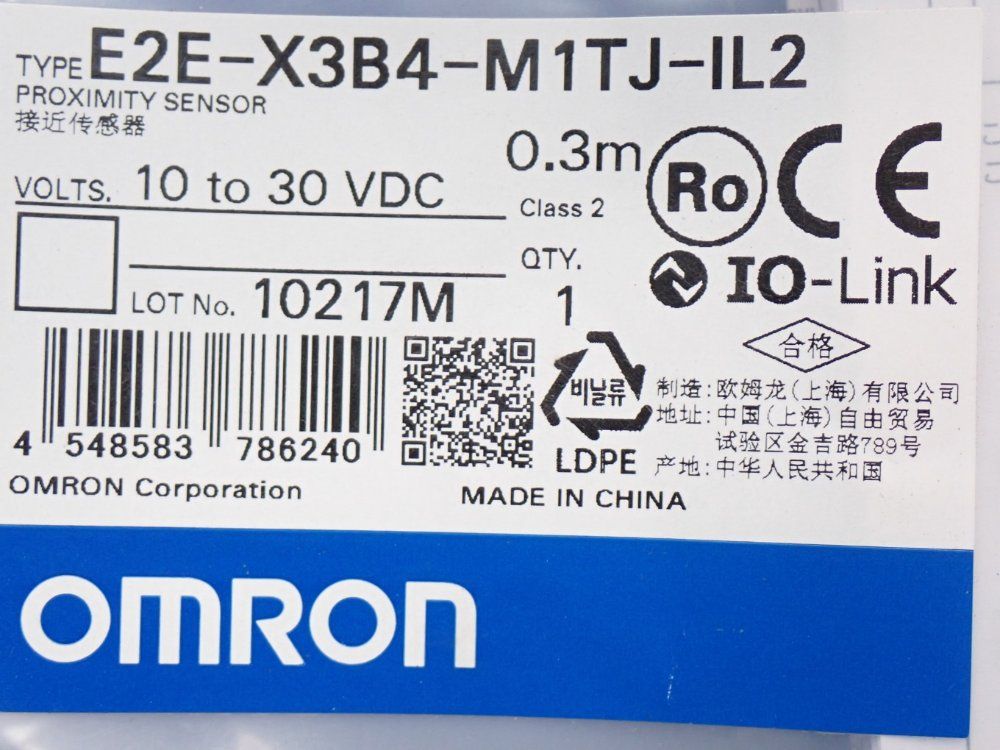 TYPE E2E-X3B4-M1TJ-IL2
PROXIMITY SENSOR
接近传感器
VOLTS. 10 to 30 VDC
0.3m
Class 2
Ro CE
QTY.
1
IO-Link
LOT No. 10217M
合格
비닐류
LDPE
制造:欧姆龙(上海)有限公司
地址:中国(上海)自由贸易
试验区金吉路789号
产地:中华人民共和国
4 548583 786240
OMRON Corporation
MADE IN CHINA
OMRON